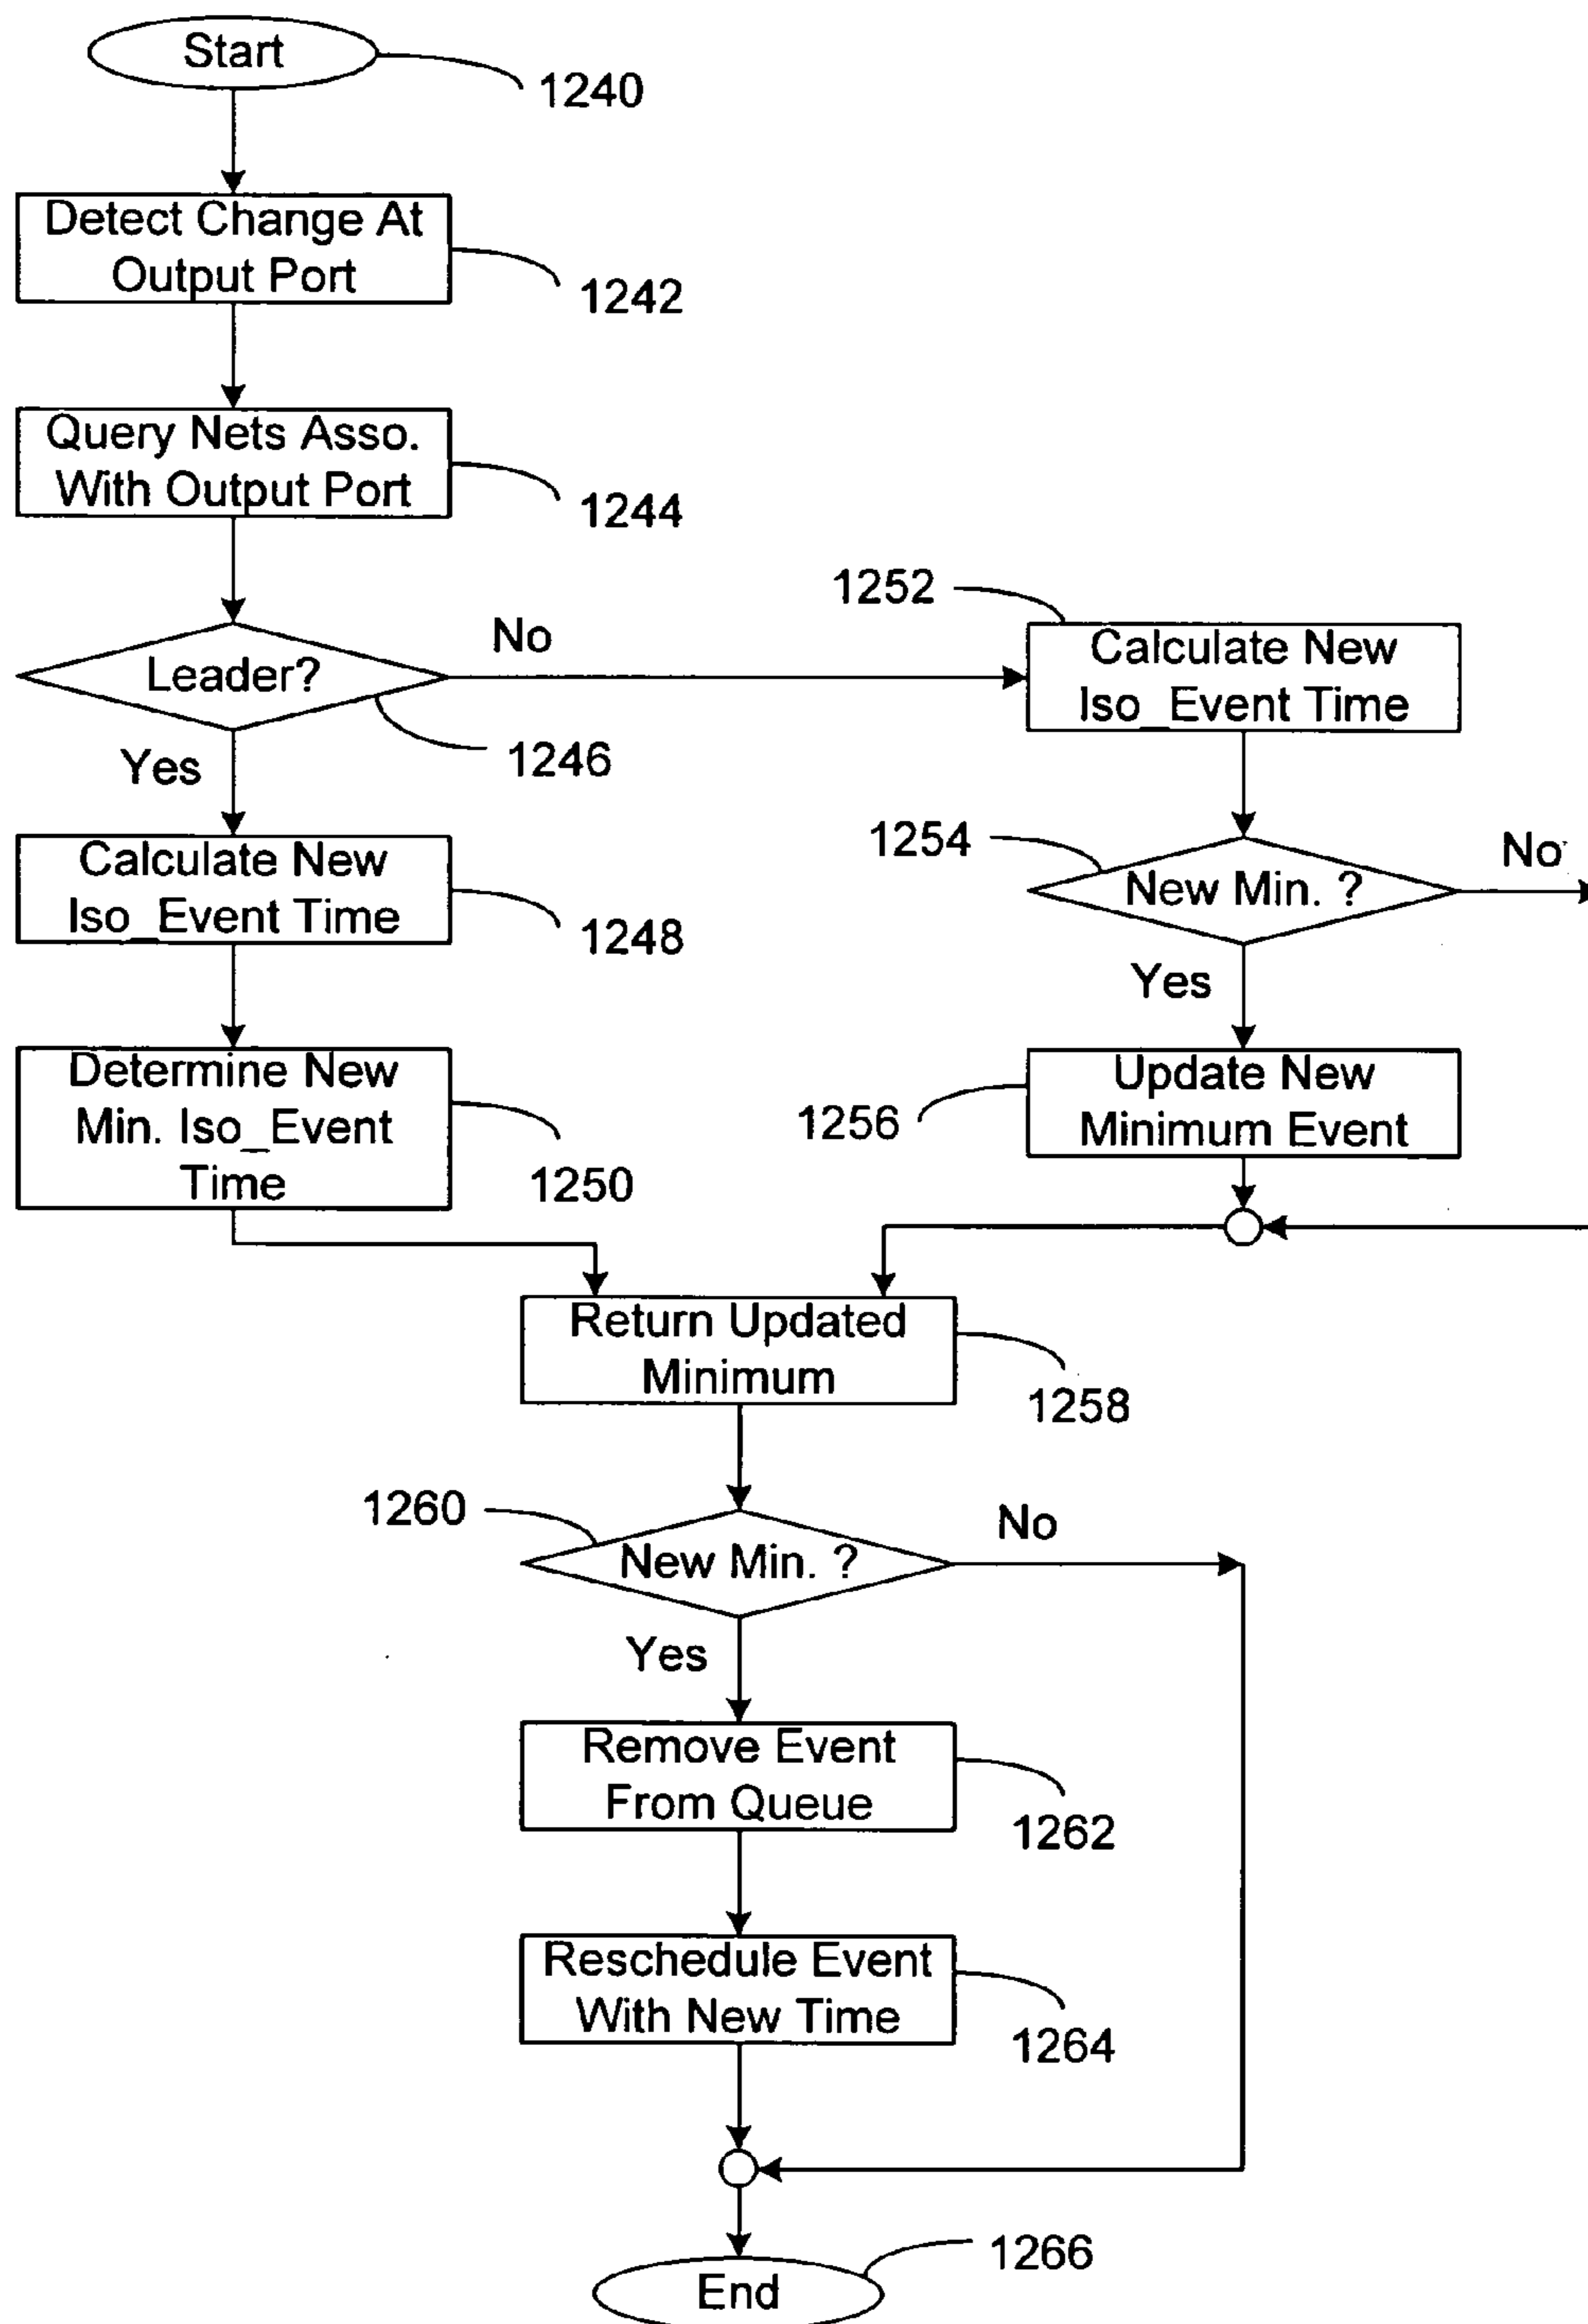 Start
1240
Detect Change At
Output Port
1242
Query Nets Asso.
With Output Port
1244
Leader?
No
1246
Yes
1252
Calculate New
Iso_Event Time
Calculate New
Iso_Event Time
1248
1254
New Min. ?
No
Yes
Determine New
Min. Iso_Event
Time
1250
Update New
Minimum Event
1256
Return Updated
Minimum
1258
1260
New Min. ?
No
Yes
Remove Event
From Queue
1262
Reschedule Event
With New Time
1264
1266
End